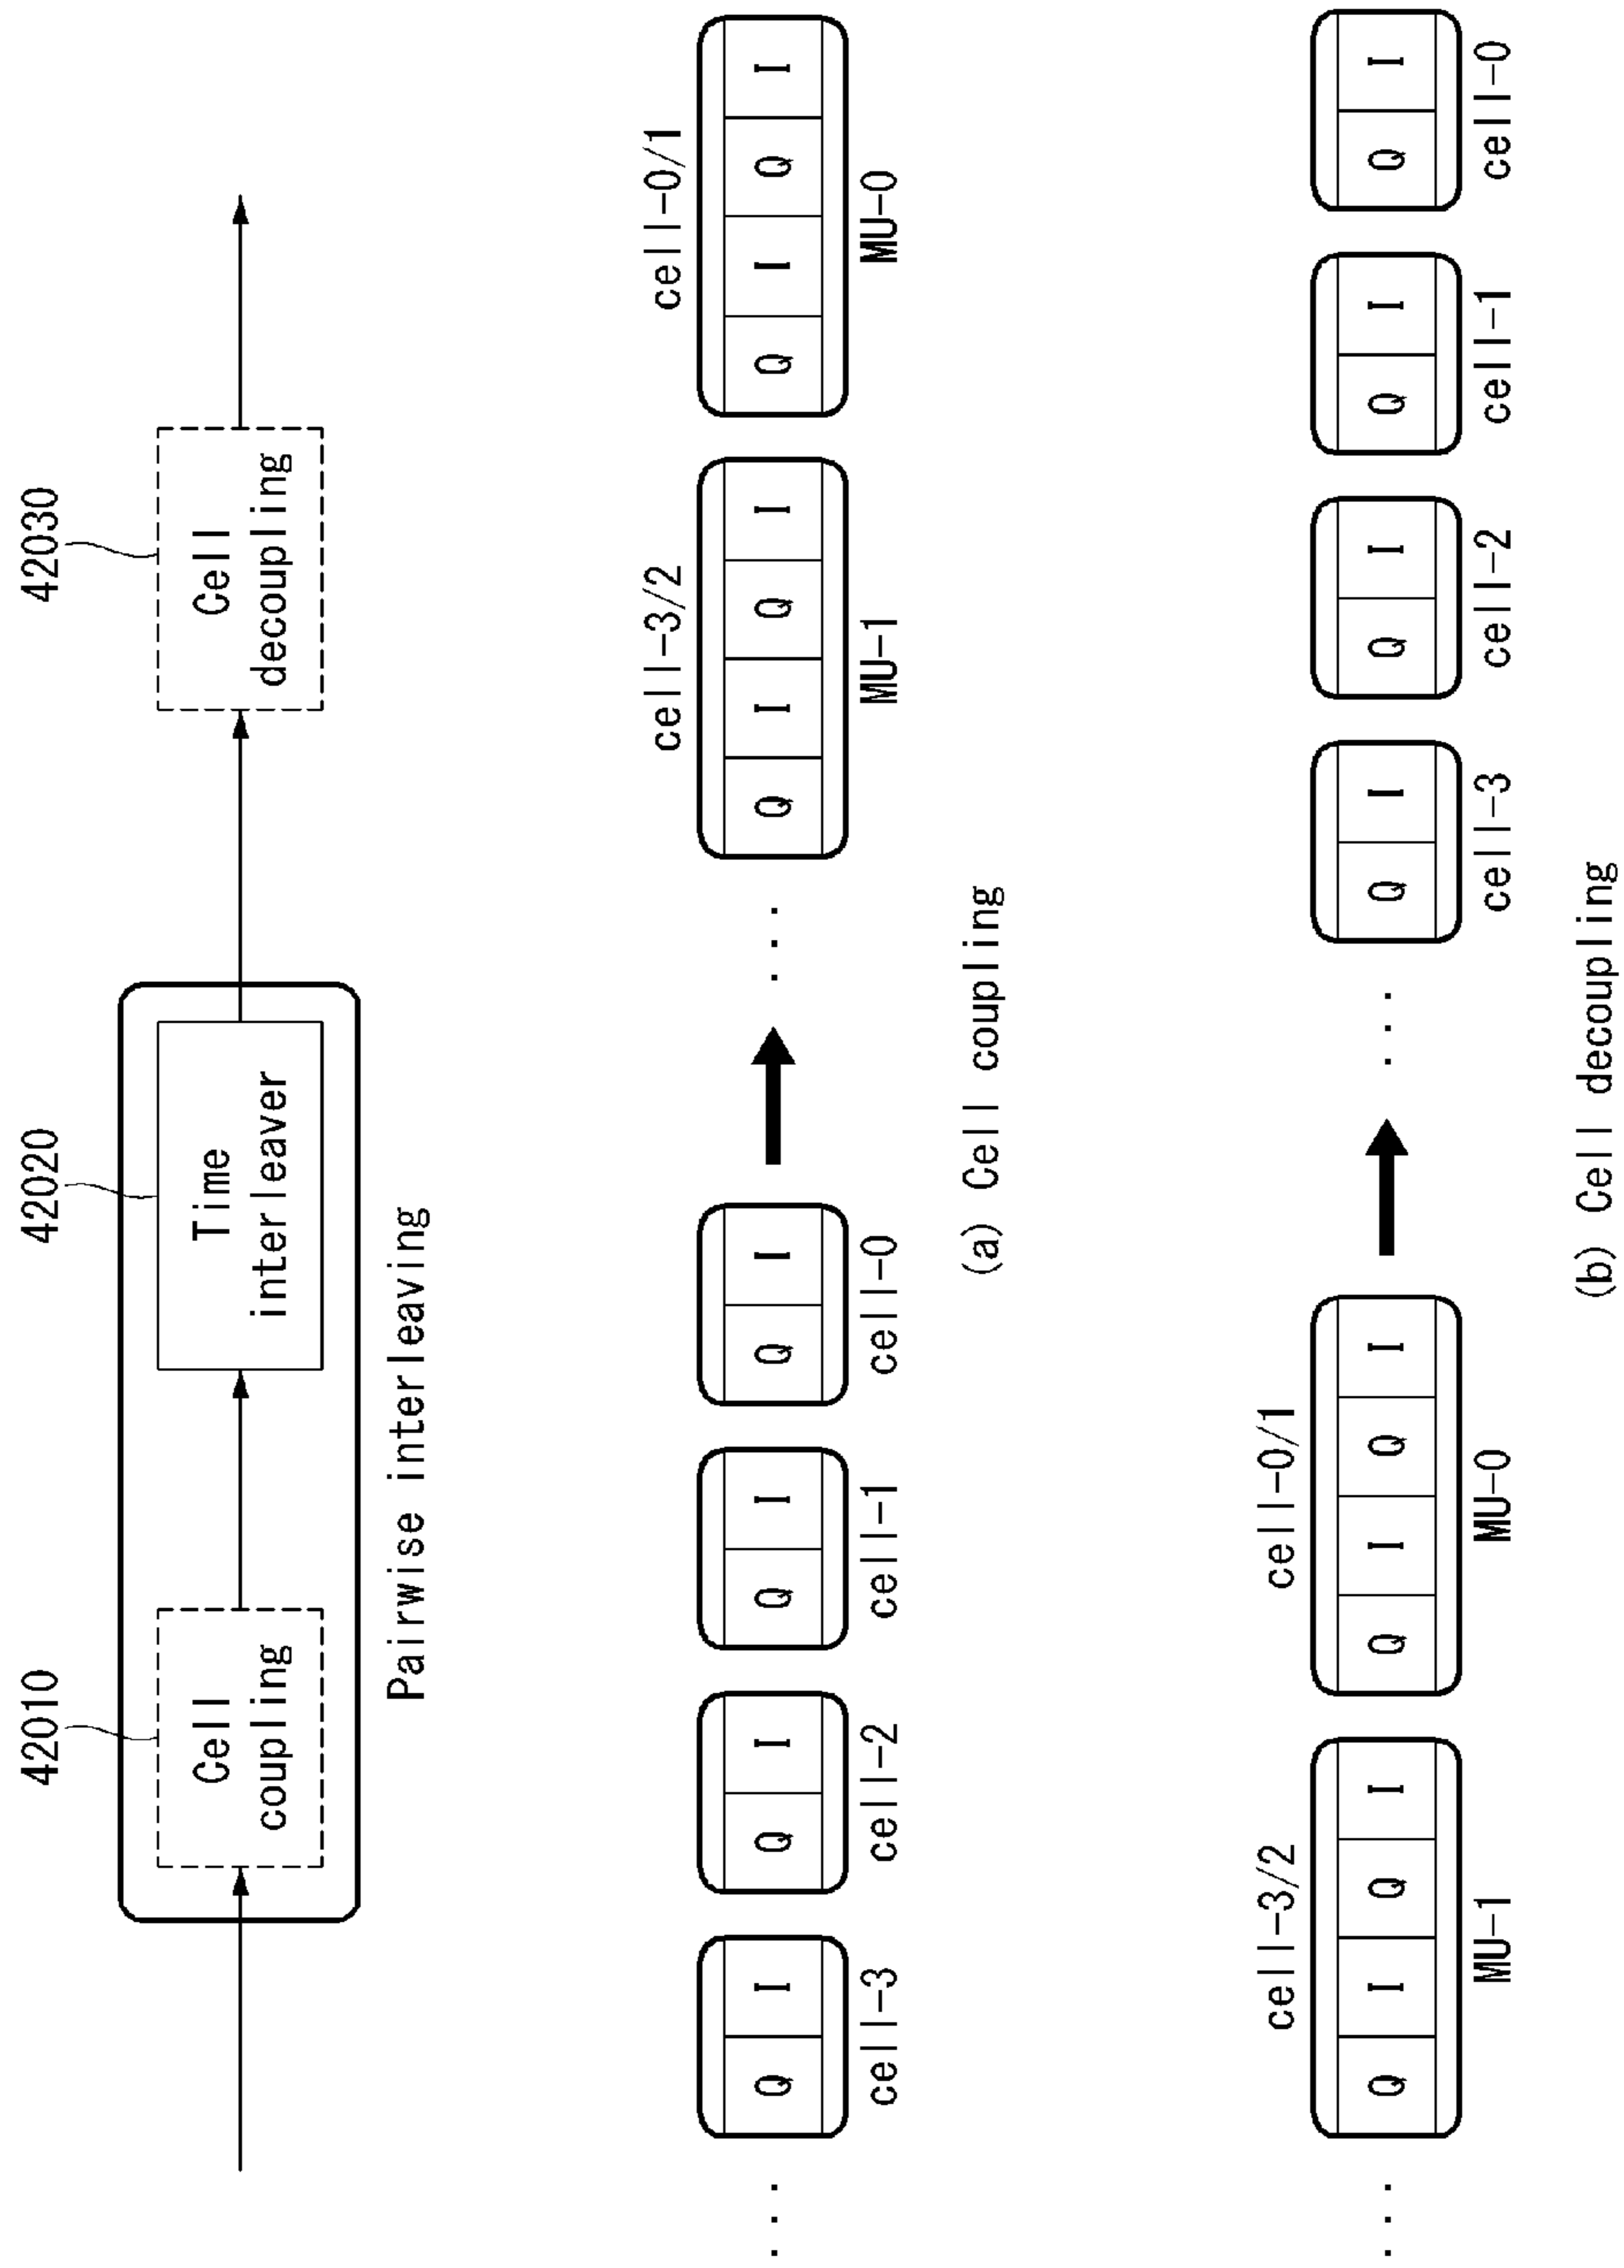 42010
42020
42030
Cell
coupling
Time
interleaver
Cell
decoupling
Pairwise interleaving
cell-3/2
cell-0/1
... Q I Q I Q I Q I ... Q I Q I Q I Q I
cell-3
cell-2
cell-1
cell-0
MU-1
MU-0
(a) Cell coupling
cell-3/2
cell-0/1
... Q I Q I Q I Q I ... Q I Q I Q I Q I
MU-1
MU-0
cell-3
cell-2
cell-1
cell-0
(b) Cell decoupling